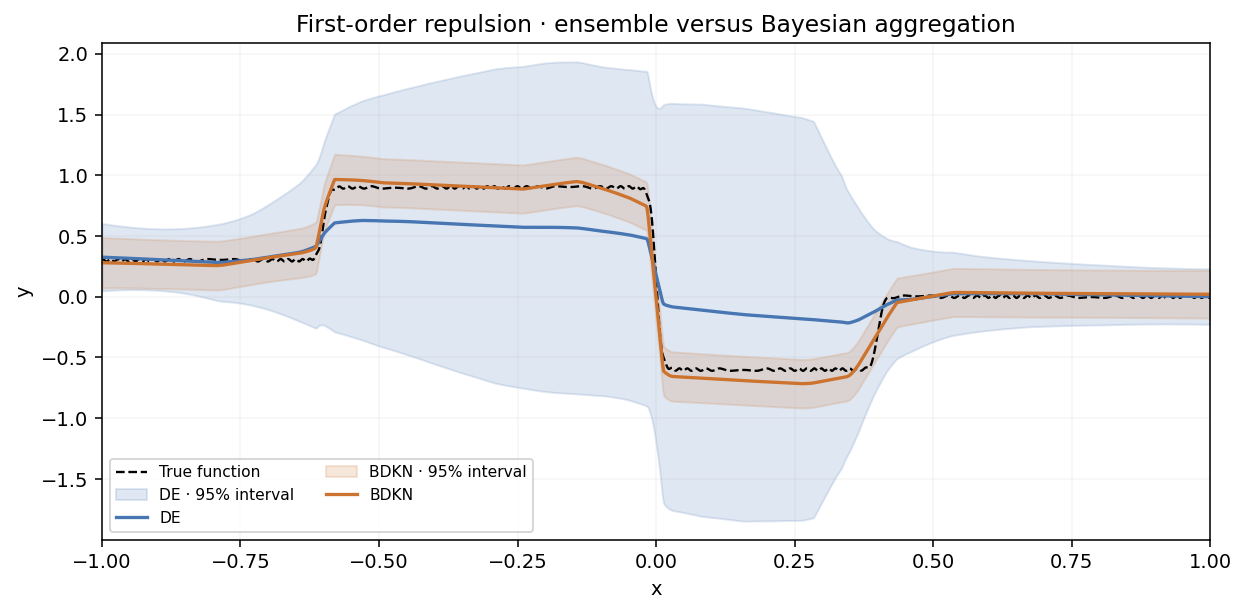 First-order repulsion · ensemble versus Bayesian aggregation
2.0
1.5
1.0
0.5
0.0
−0.5
−1.0
−1.5
y
True function
DE · 95% interval
DE
BDKN · 95% interval
BDKN
−1.00 −0.75 −0.50 −0.25 0.00 0.25 0.50 0.75 1.00
x